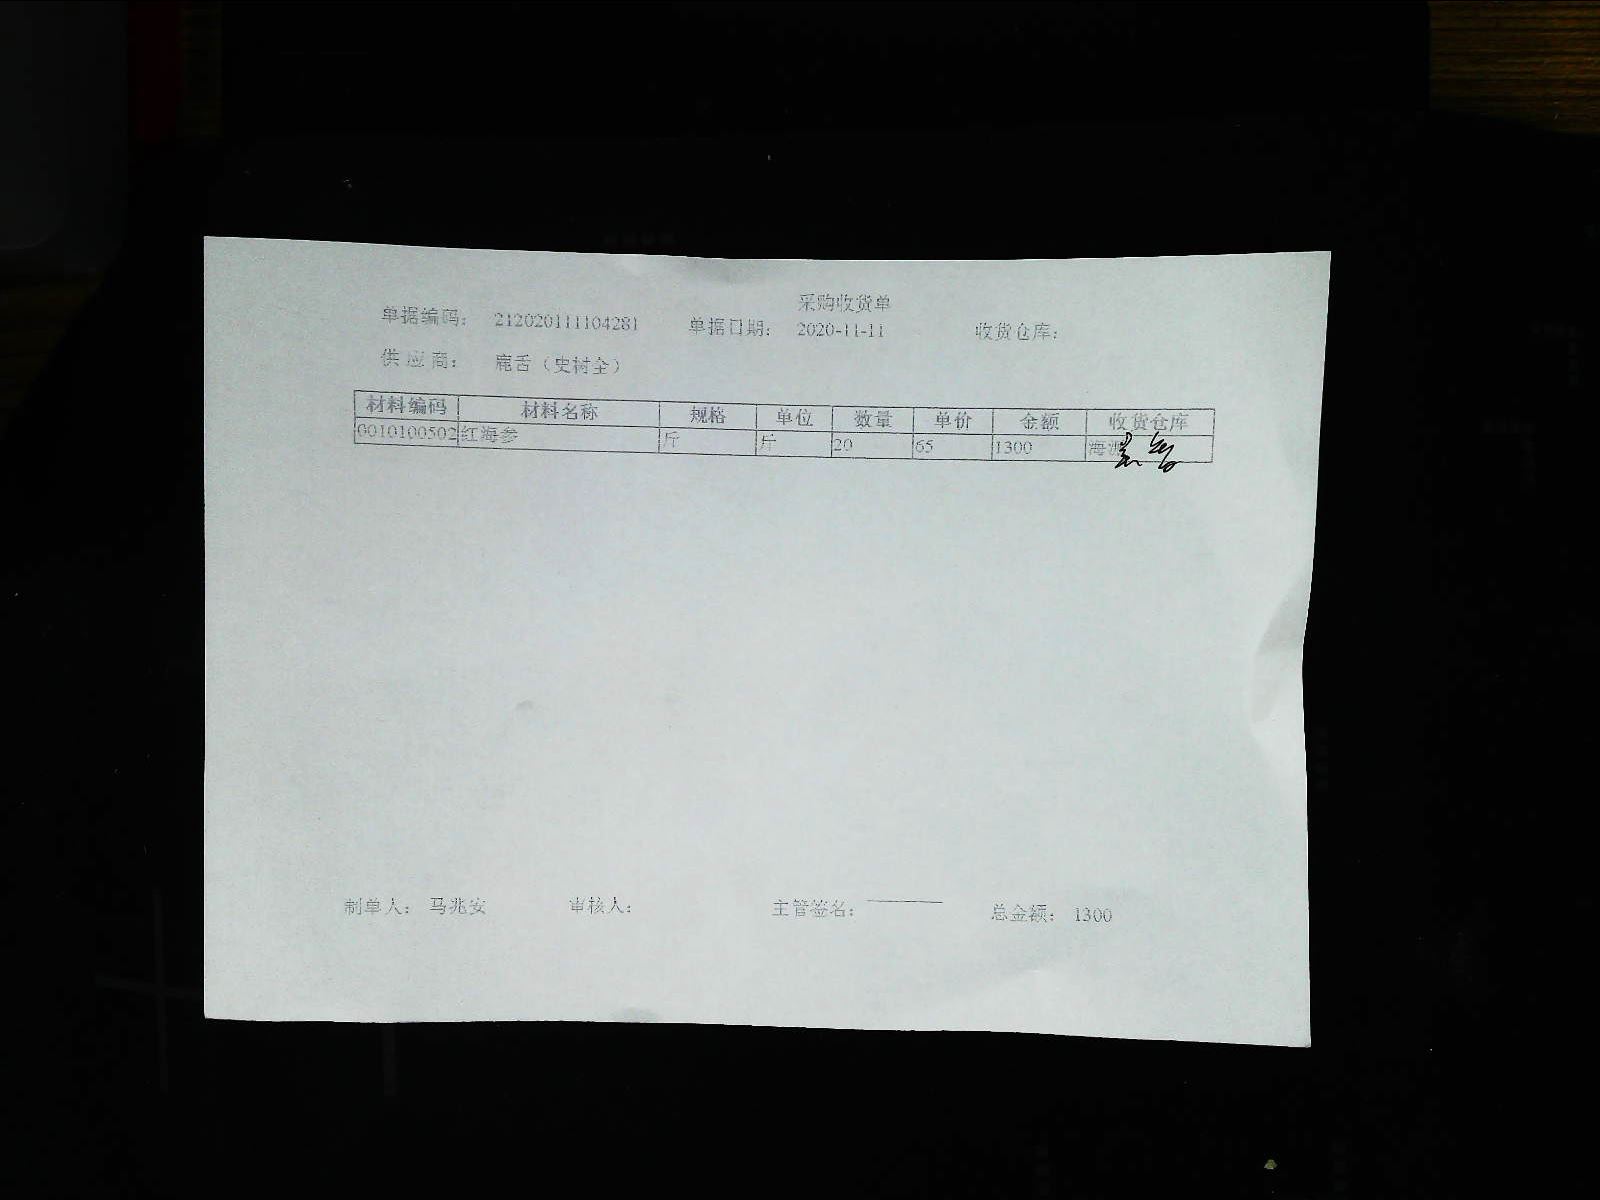 采购收货单
单据编码： 212020111104281 单据日期： 2020-11-11 收货仓库：
供应商： 鹿舌（史树全）
材料编码 材料名称 规格 单位 数量 单价 金额 收货仓库
0010100502 红海参 斤 斤 20 65 1300 海
制单人： 马兆安 审核人： 主管签名： 总金额： 1300